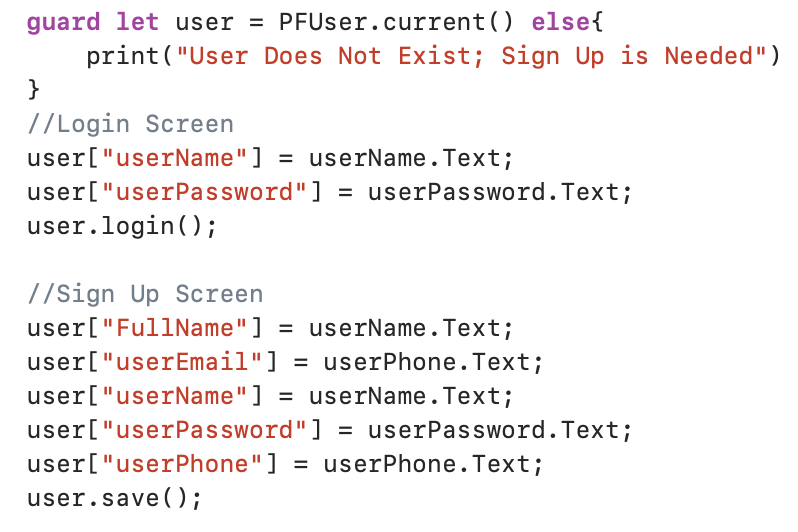 guard let user = PFUser.current() else{
    print("User Does Not Exist; Sign Up is Needed")
}
//Login Screen
user["userName"] = userName.Text;
user["userPassword"] = userPassword.Text;
user.login();

//Sign Up Screen
user["FullName"] = userName.Text;
user["userEmail"] = userPhone.Text;
user["userName"] = userName.Text;
user["userPassword"] = userPassword.Text;
user["userPhone"] = userPhone.Text;
user.save();